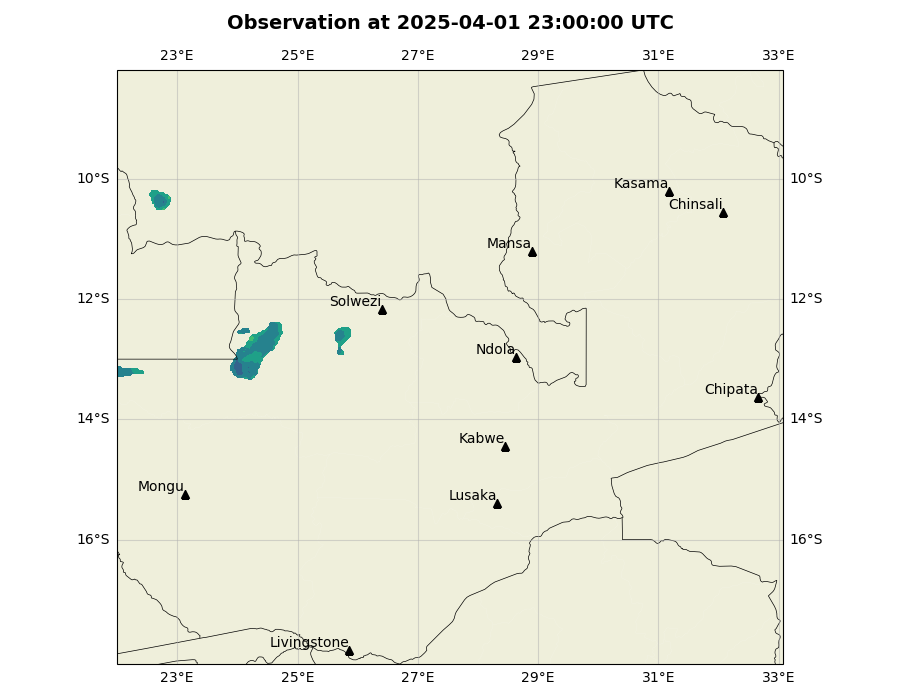 Observation at 2025-04-01 23:00:00 UTC
23°E 25°E 27°E 29°E 31°E 33°E
10°S 10°S
Kasama
Chinsali
Mansa
12°S 12°S
Solwezi
Ndola
Chipata
14°S 14°S
Kabwe
Mongu
Lusaka
16°S 16°S
Livingstone
23°E 25°E 27°E 29°E 31°E 33°E